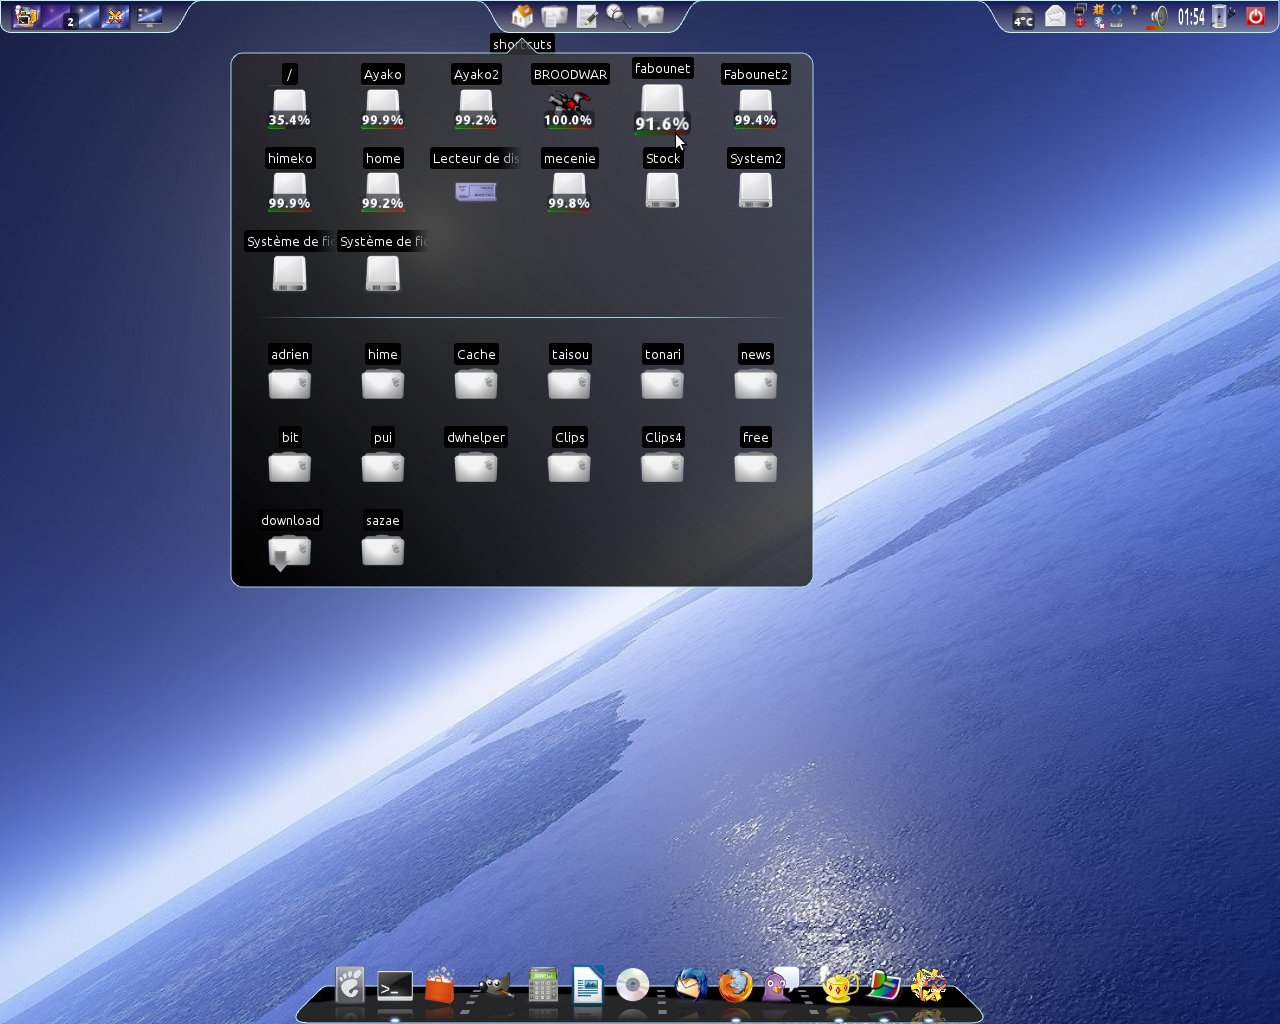 2
4°C
01:54
shortcuts
/
Ayako
Ayako2
BROODWAR
fabounet
Fabounet2
35.4%
99.9%
99.2%
100.0%
91.6%
99.4%
himeko
home
Lecteur de dis
mecenie
Stock
System2
99.9%
99.2%
99.8%
Système de fic
Système de fic
adrien
hime
Cache
taisou
tonari
news
bit
pui
dwhelper
Clips
Clips4
free
download
sazae
>_